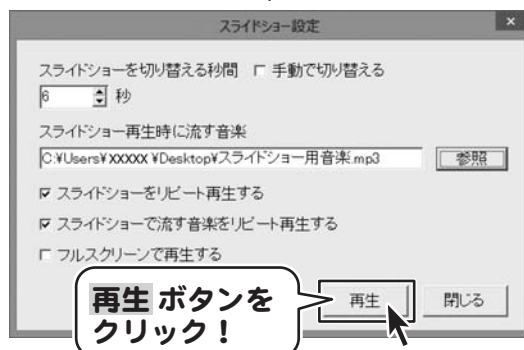 スライドショー設定
×
スライドショーを切り替える秒間 手動で切り替える
6 秒
スライドショー再生時に流す音楽
C:¥Users¥XXXXX¥Desktop¥スライドショー用音楽.mp3 参照
スライドショーをリピート再生する
スライドショーで流す音楽をリピート再生する
フルスクリーンで再生する
再生 ボタンを
クリック！
再生 閉じる